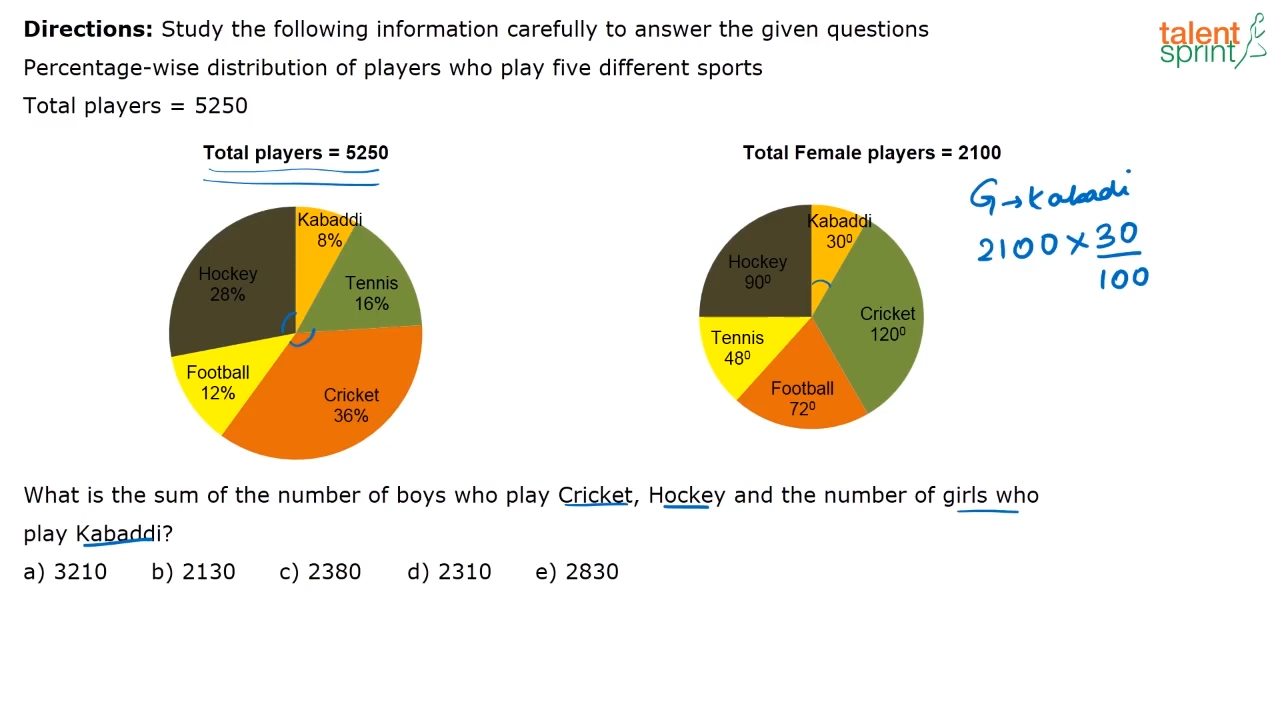 Directions: Study the following information carefully to answer the given questions
talent
sprint
Percentage-wise distribution of players who play five different sports
Total players = 5250
Total players = 5250
Kabaddi
8%
Tennis
16%
Hockey
28%
Football
12%
Cricket
36%
Total Female players = 2100
Kabaddi
30⁰
Hockey
90⁰
Cricket
120⁰
Tennis
48⁰
Football
72⁰
G→Kabadi
2100 × 30
100
What is the sum of the number of boys who play Cricket, Hockey and the number of girls who
play Kabaddi?
a) 3210 b) 2130 c) 2380 d) 2310 e) 2830